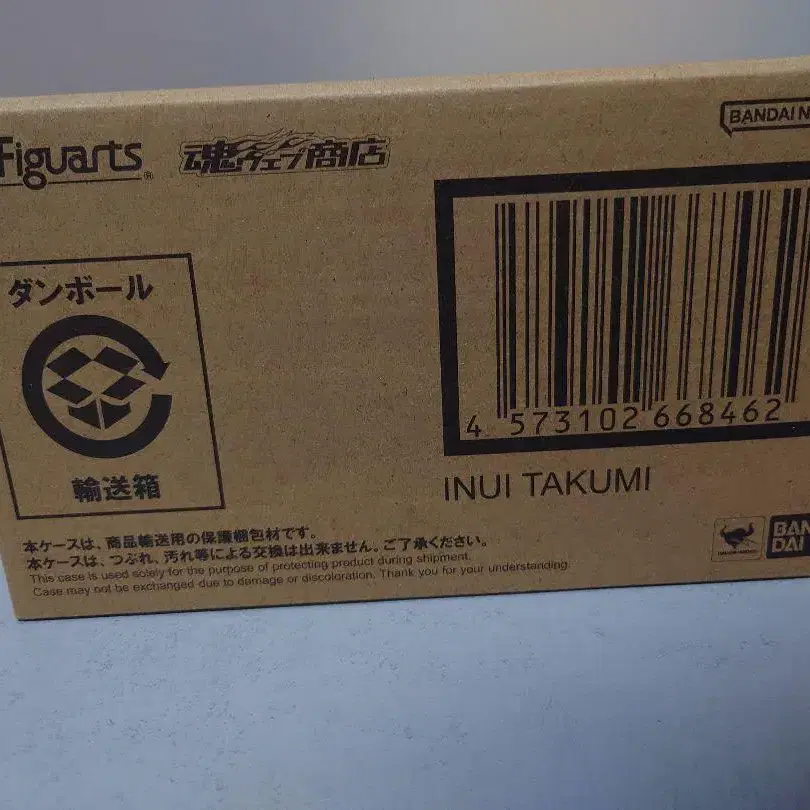 Figuarts
魂ウェブ商店
BANDAI N
ダンボール
輸送箱
4 573102 668462
INUI TAKUMI
本ケースは、商品輸送用の保護梱包材です。
本ケースは、つぶれ、汚れ等による交換は出来ません。ご了承ください。
This case is used solely for the purpose of protecting product during shipment.
Case may not be exchanged due to damage or discoloration. Thank you for your understanding.
BAN
DAI